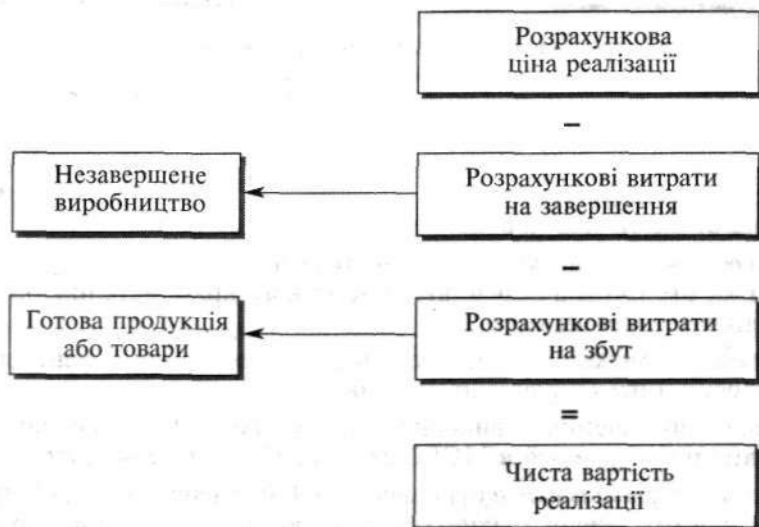 Розрахункова
ціна реалізації
–
Незавершене
виробництво
Розрахункові витрати
на завершення
–
Готова продукція
або товари
Розрахункові витрати
на збут
=
Чиста вартість
реалізації